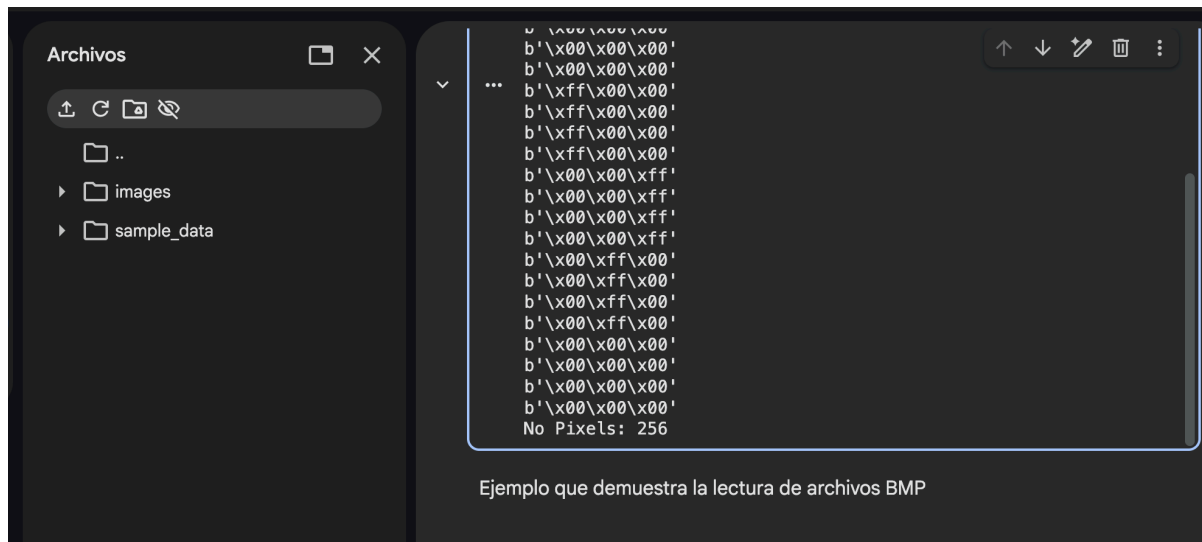 Archivos
..
images
sample_data
b'\x00\x00\x00'
b'\x00\x00\x00'
b'\x00\x00\x00'
b'\xff\x00\x00'
b'\xff\x00\x00'
b'\xff\x00\x00'
b'\xff\x00\x00'
b'\x00\x00\xff'
b'\x00\x00\xff'
b'\x00\x00\xff'
b'\x00\x00\xff'
b'\x00\xff\x00'
b'\x00\xff\x00'
b'\x00\xff\x00'
b'\x00\xff\x00'
b'\x00\x00\x00'
b'\x00\x00\x00'
b'\x00\x00\x00'
b'\x00\x00\x00'
No Pixels: 256
Ejemplo que demuestra la lectura de archivos BMP